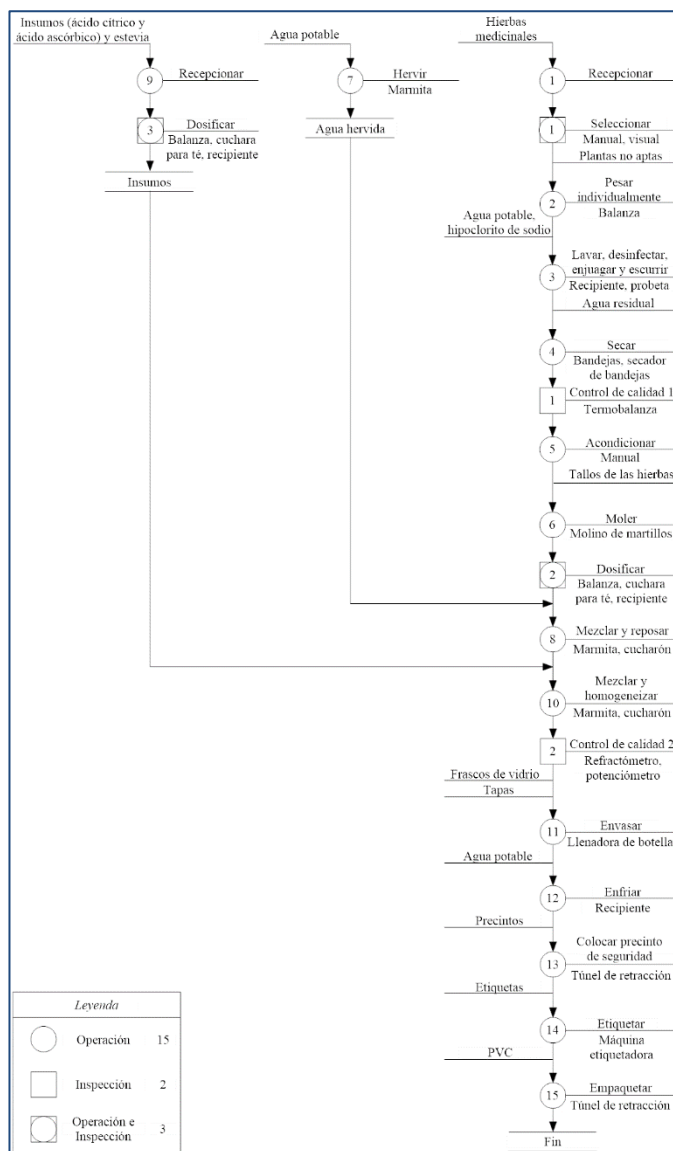 Insumos (ácido cítrico y
ácido ascórbico) y estevia
9
Recepcionar
3
Dosificar
Balanza, cuchara
para té, recipiente
Insumos
Agua potable
7
Hervir
Marmita
Agua hervida
Hierbas
medicinales
1
Recepcionar
1
Seleccionar
Manual, visual
Plantas no aptas
2
Pesar
individualmente
Balanza
Agua potable,
hipoclorito de sodio
3
Lavar, desinfectar,
enjuagar y escurrir
Recipiente, probeta
Agua residual
4
Secar
Bandejas, secador
de bandejas
1
Control de calidad 1
Termobalanza
5
Acondicionar
Manual
Tallos de las hierbas
6
Moler
Molino de martillos
2
Dosificar
Balanza, cuchara
para té, recipiente
8
Mezclar y reposar
Marmita, cucharón
10
Mezclar y
homogeneizar
Marmita, cucharón
2
Control de calidad 2
Refractómetro,
potenciómetro
Frascos de vidrio
Tapas
11
Envasar
Llenadora de botella
Agua potable
12
Enfriar
Recipiente
Precintos
13
Colocar precinto
de seguridad
Túnel de retracción
Etiquetas
14
Etiquetar
Máquina
etiquetadora
PVC
15
Empaquetar
Túnel de retracción
Fin
Leyenda
Operación 15
Inspección 2
Operación e
Inspección 3